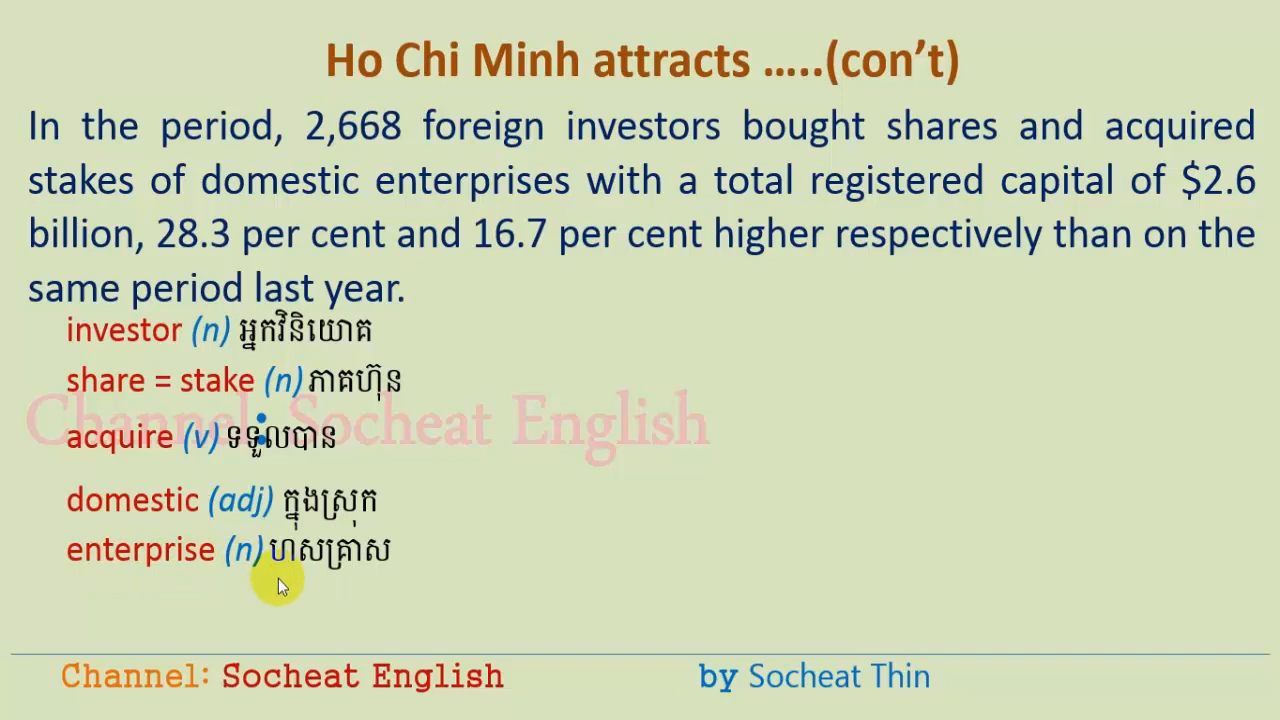 Ho Chi Minh attracts …..(con’t)
In the period, 2,668 foreign investors bought shares and acquired
stakes of domestic enterprises with a total registered capital of $2.6
billion, 28.3 per cent and 16.7 per cent higher respectively than on the
same period last year.
investor (n) អ្នកវិនិយោគ
share = stake (n) ភាគហ៊ុន
Channel: Socheat English
acquire (v) ទទួលបាន
domestic (adj) ក្នុងស្រុក
enterprise (n) ហសគ្រាស
Channel: Socheat English
by Socheat Thin